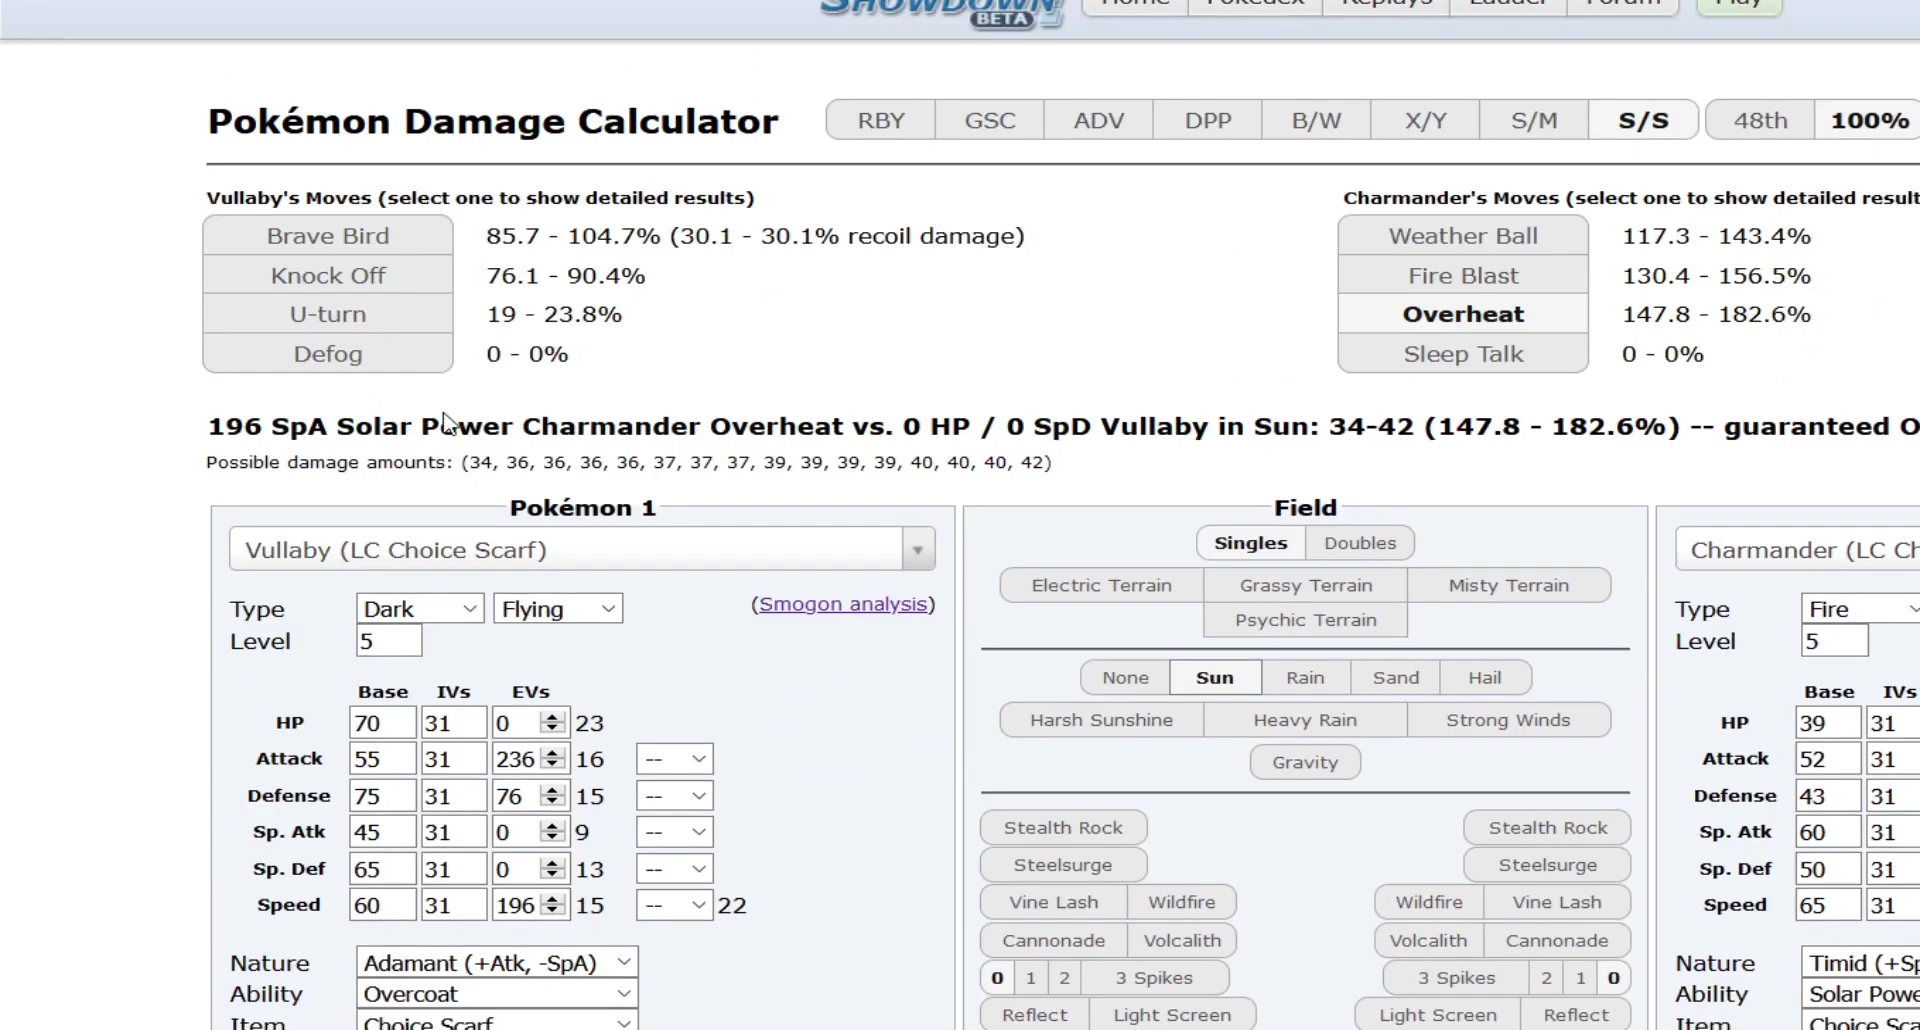 SHOWDOWN
BETA
Home Pokédex Replays Ladder Forum Play
Pokémon Damage Calculator
RBY GSC ADV DPP B/W X/Y S/M S/S 48th 100%
Vullaby's Moves (select one to show detailed results)
Brave Bird 85.7 - 104.7% (30.1 - 30.1% recoil damage)
Knock Off 76.1 - 90.4%
U-turn 19 - 23.8%
Defog 0 - 0%
Charmander's Moves (select one to show detailed result
Weather Ball 117.3 - 143.4%
Fire Blast 130.4 - 156.5%
Overheat 147.8 - 182.6%
Sleep Talk 0 - 0%
196 SpA Solar Power Charmander Overheat vs. 0 HP / 0 SpD Vullaby in Sun: 34-42 (147.8 - 182.6%) -- guaranteed O
Possible damage amounts: (34, 36, 36, 36, 36, 37, 37, 37, 39, 39, 39, 39, 40, 40, 40, 42)
Pokémon 1
Vullaby (LC Choice Scarf)
Type Dark Flying (Smogon analysis)
Level 5
Base IVs EVs
HP 70 31 0 23
Attack 55 31 236 16 --
Defense 75 31 76 15 --
Sp. Atk 45 31 0 9 --
Sp. Def 65 31 0 13 --
Speed 60 31 196 15 -- 22
Nature Adamant (+Atk, -SpA)
Ability Overcoat
Item Choice Scarf
Field
Singles Doubles
Electric Terrain Grassy Terrain Misty Terrain
Psychic Terrain
None Sun Rain Sand Hail
Harsh Sunshine Heavy Rain Strong Winds
Gravity
Stealth Rock Stealth Rock
Steelsurge Steelsurge
Vine Lash Wildfire Wildfire Vine Lash
Cannonade Volcalith Volcalith Cannonade
0 1 2 3 Spikes 3 Spikes 2 1 0
Reflect Light Screen Light Screen Reflect
Charmander (LC Ch
Type Fire
Level 5
Base IVs
HP 39 31
Attack 52 31
Defense 43 31
Sp. Atk 60 31
Sp. Def 50 31
Speed 65 31
Nature Timid (+Sp
Ability Solar Powe
Item Choice Sca